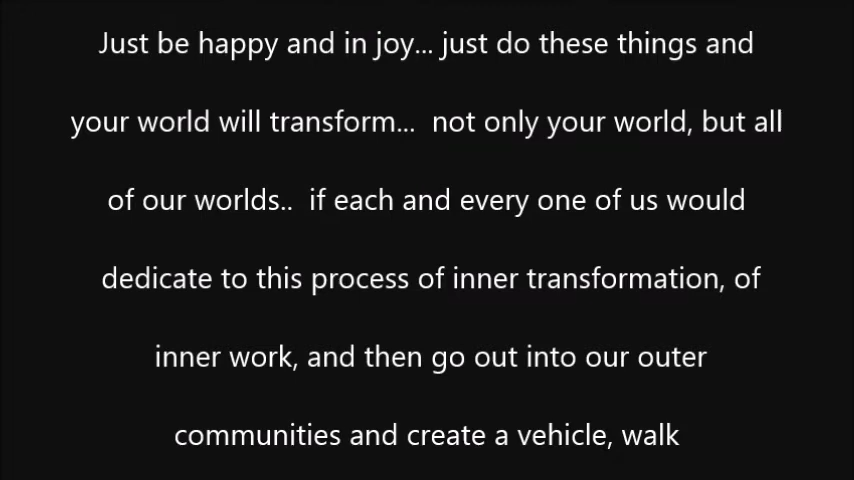 Just be happy and in joy... just do these things and
your world will transform...  not only your world, but all
of our worlds..  if each and every one of us would
dedicate to this process of inner transformation, of
inner work, and then go out into our outer
communities and create a vehicle, walk